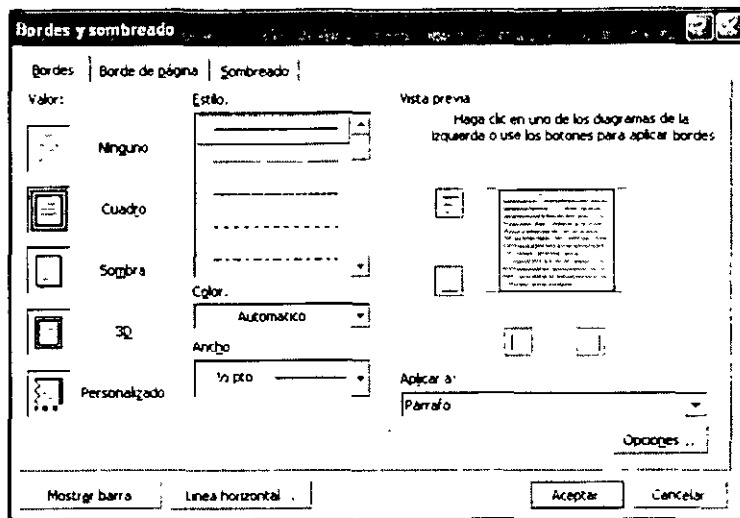 Bordes y sombreado
Bordes
Borde de página
Sombreado
Valor:
Ninguno
Cuadro
Sombra
3D
Personalizado
Estilo.
Color.
Automatico
Ancho
½ pto
Vista previa
Haga clic en uno de los diagramas de la
izquierda o use los botones para aplicar bordes
Aplicar a:
Párrafo
Opciones ..
Mostrar barra
Linea horizontal .
Aceptar
Cancelar